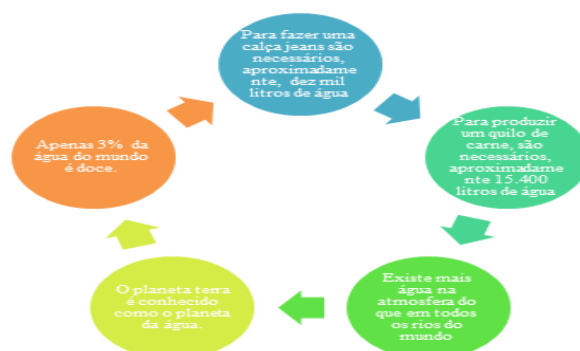 Para fazer uma
calça jeans são
necessários,
aproximadame
nte, dez mil
litros de água
Para produzir
um quilo de
carne, são
necessários,
aproximadame
nte 15.400
litros de água
Existe mais
água na
atmosfera do
que em todos
os rios do
mundo
O planeta terra
é conhecido
como o planeta
da água.
Apenas 3% da
água do mundo
é doce.